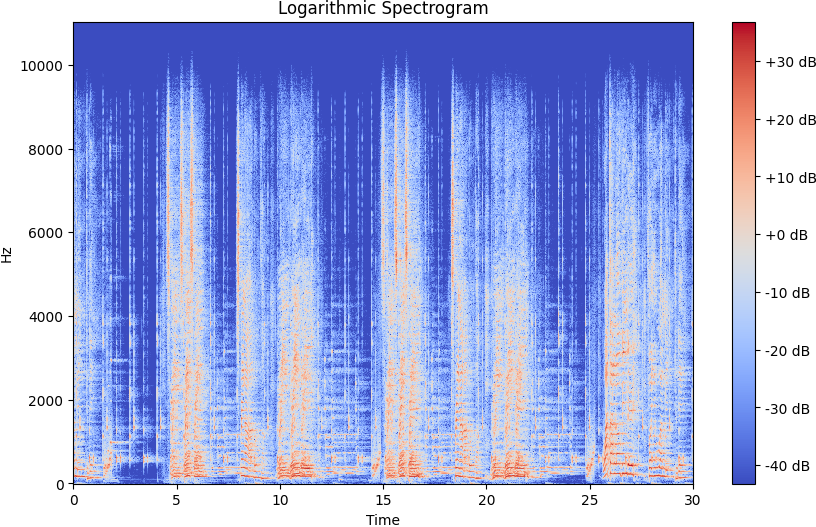 Logarithmic Spectrogram
Hz
10000
8000
6000
4000
2000
0
0 5 10 15 20 25 30
Time
+30 dB
+20 dB
+10 dB
+0 dB
-10 dB
-20 dB
-30 dB
-40 dB